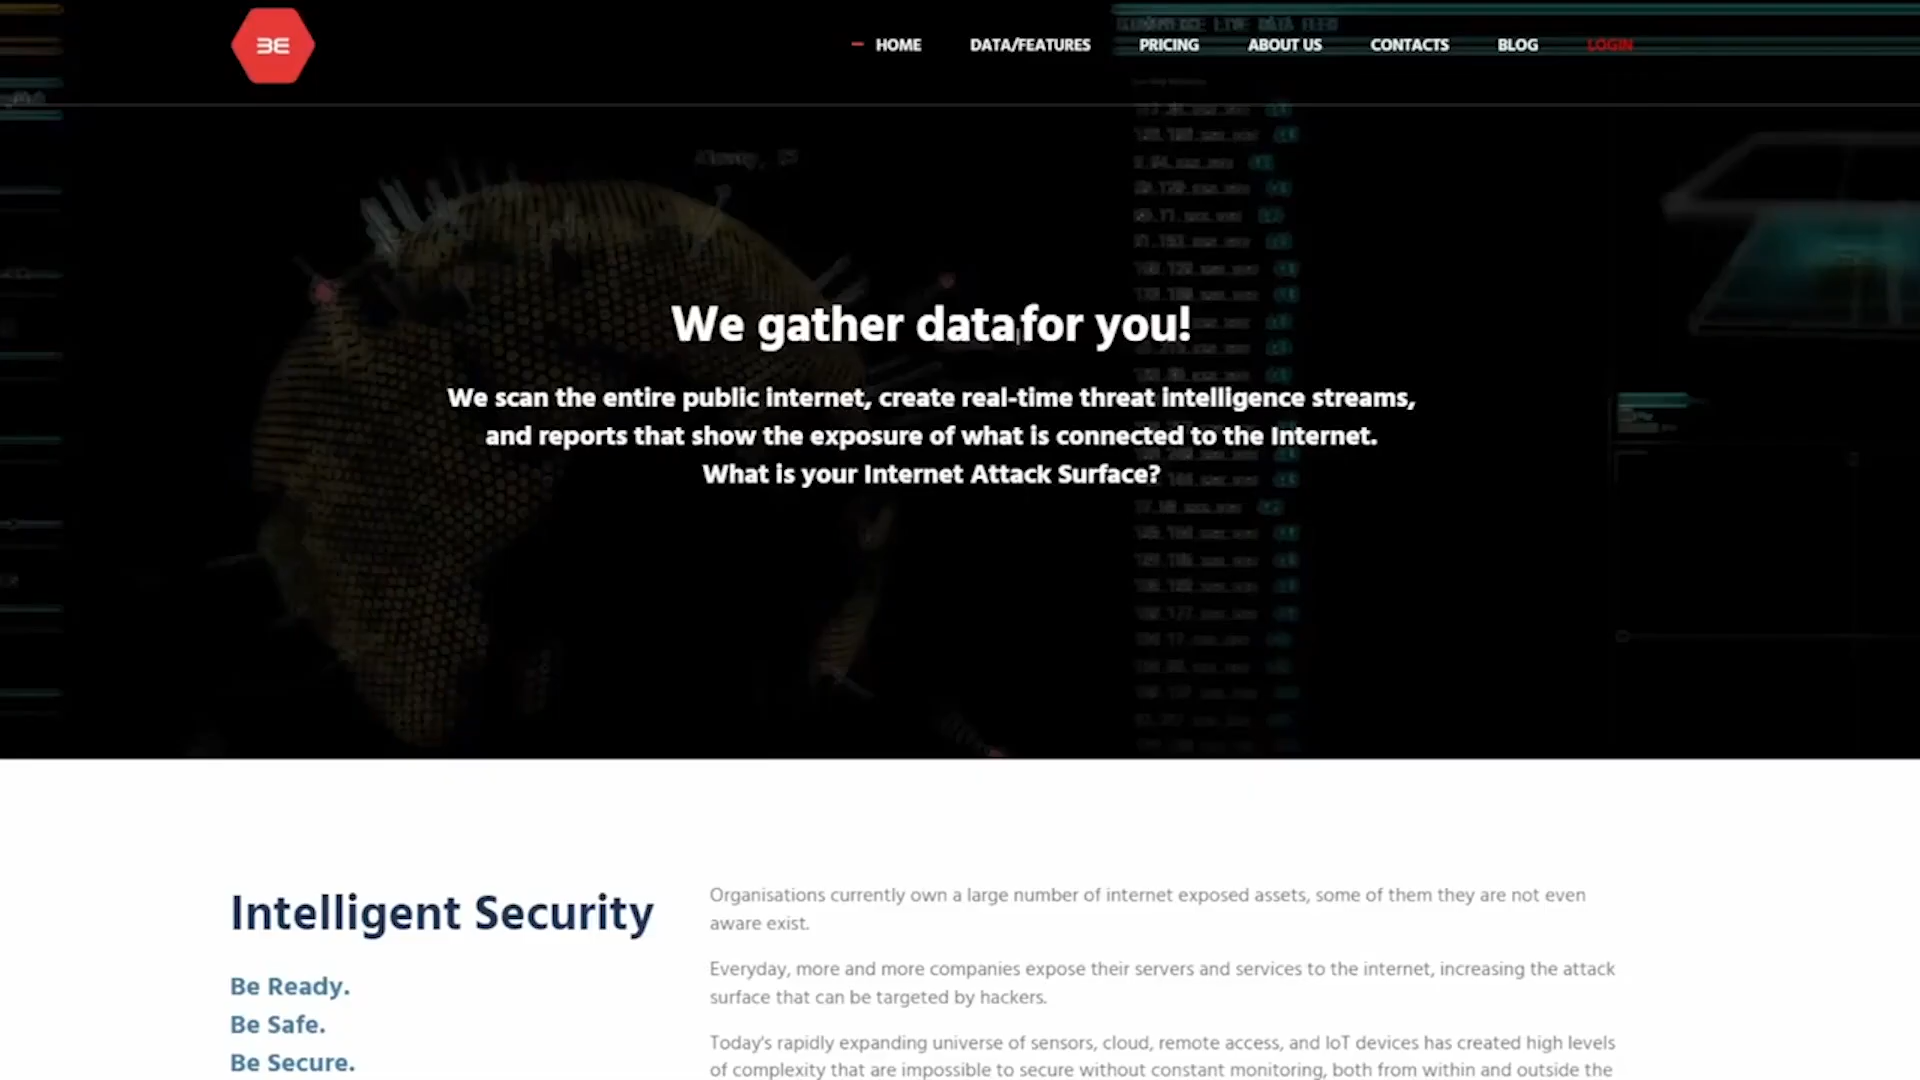 BE
HOME
DATA/FEATURES
PRICING
ABOUT US
CONTACTS
BLOG
LOGIN
We gather data for you!
We scan the entire public internet, create real-time threat intelligence streams,
and reports that show the exposure of what is connected to the Internet.
What is your Internet Attack Surface?
Intelligent Security
Be Ready.
Be Safe.
Be Secure.
Organisations currently own a large number of internet exposed assets, some of them they are not even
aware exist.
Everyday, more and more companies expose their servers and services to the internet, increasing the attack
surface that can be targeted by hackers.
Today's rapidly expanding universe of sensors, cloud, remote access, and IoT devices has created high levels
of complexity that are impossible to secure without constant monitoring, both from within and outside the